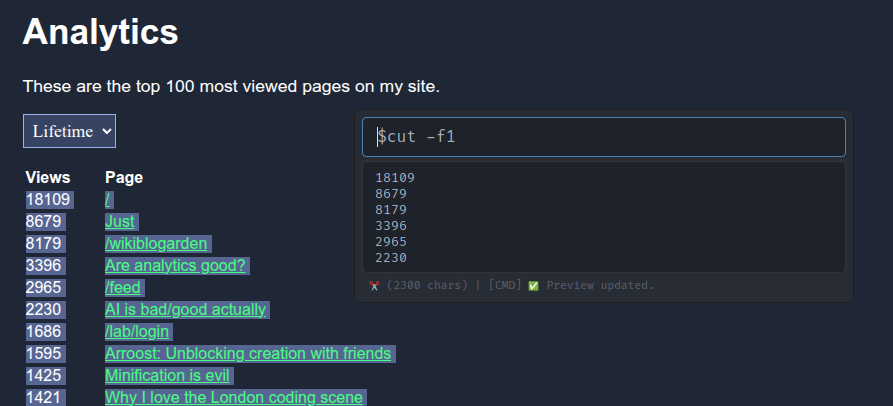 Analytics
These are the top 100 most viewed pages on my site.
Lifetime
$cut -f1
Views Page
18109 /
8679 Just
8179 /wikiblogarden
3396 Are analytics good?
2965 /feed
2230 AI is bad/good actually
1686 /lab/login
1595 Arroost: Unblocking creation with friends
1425 Minification is evil
1421 Why I love the London coding scene
18109
8679
8179
3396
2965
2230
✂️ (2300 chars) | [CMD] ✅ Preview updated.